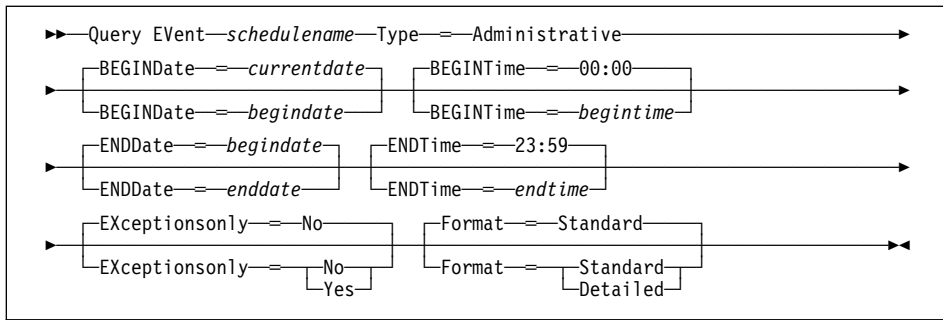 Query EVent schedulename Type = Administrative
BEGINDate = currentdate BEGINTime = 00:00
BEGINDate = begindate BEGINTime = begintime
ENDDate = begindate ENDTime = 23:59
ENDDate = enddate ENDTime = endtime
EXceptionsonly = No Format = Standard
EXceptionsonly = No Format = Standard
Yes Detailed